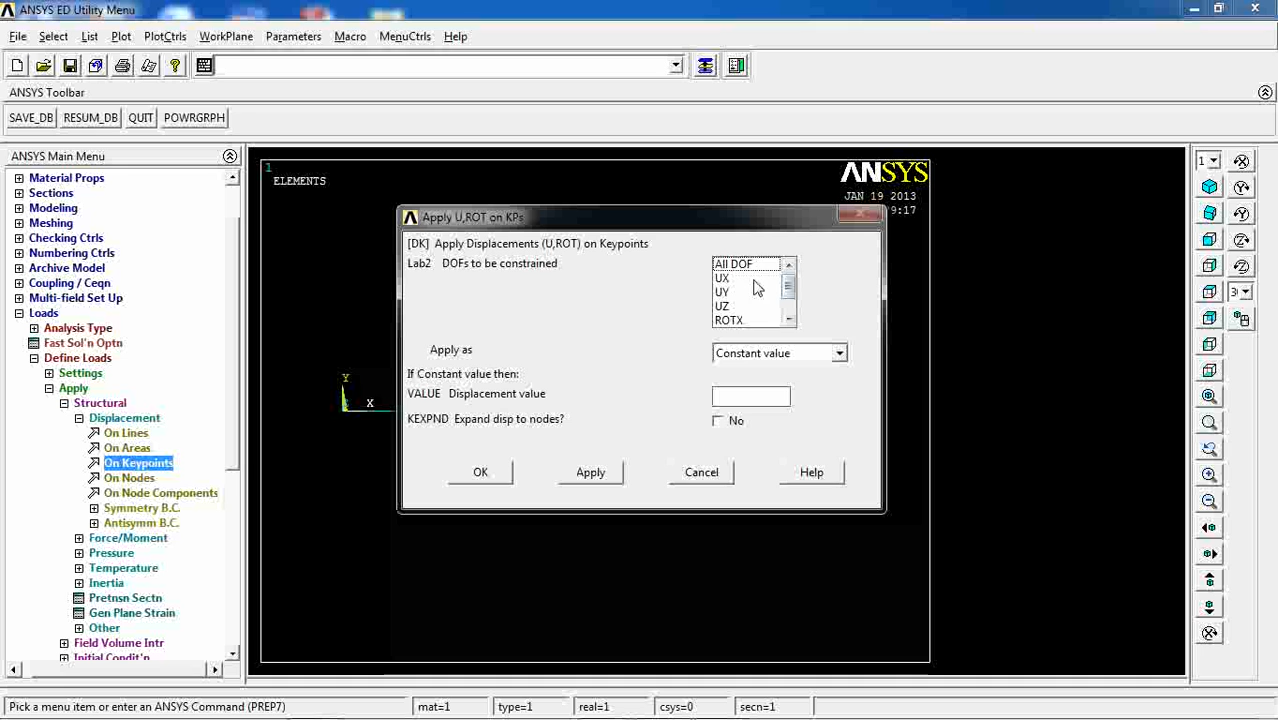 ANSYS ED Utility Menu
File Select List Plot PlotCtrls WorkPlane Parameters Macro MenuCtrls Help
ANSYS Toolbar
SAVE_DB RESUM_DB QUIT POWRGRPH
ANSYS Main Menu
Material Props
Sections
Modeling
Meshing
Checking Ctrls
Numbering Ctrls
Archive Model
Coupling / Ceqn
Multi-field Set Up
Loads
Analysis Type
Fast Sol'n Optn
Define Loads
Settings
Apply
Structural
Displacement
On Lines
On Areas
On Keypoints
On Nodes
On Node Components
Symmetry B.C.
Antisymm B.C.
Force/Moment
Pressure
Temperature
Inertia
Pretnsn Sectn
Gen Plane Strain
Other
Field Volume Intr
Initial Condit'n
1
ELEMENTS
ANSYS
JAN 19 2013
9:17
Y
X
Apply U,ROT on KPs
[DK] Apply Displacements (U,ROT) on Keypoints
Lab2 DOFs to be constrained
All DOF
UX
UY
UZ
ROTX
Apply as
Constant value
If Constant value then:
VALUE Displacement value
KEXPND Expand disp to nodes?
No
OK Apply Cancel Help
1
Pick a menu item or enter an ANSYS Command (PREP7)
mat=1
type=1
real=1
csys=0
secn=1